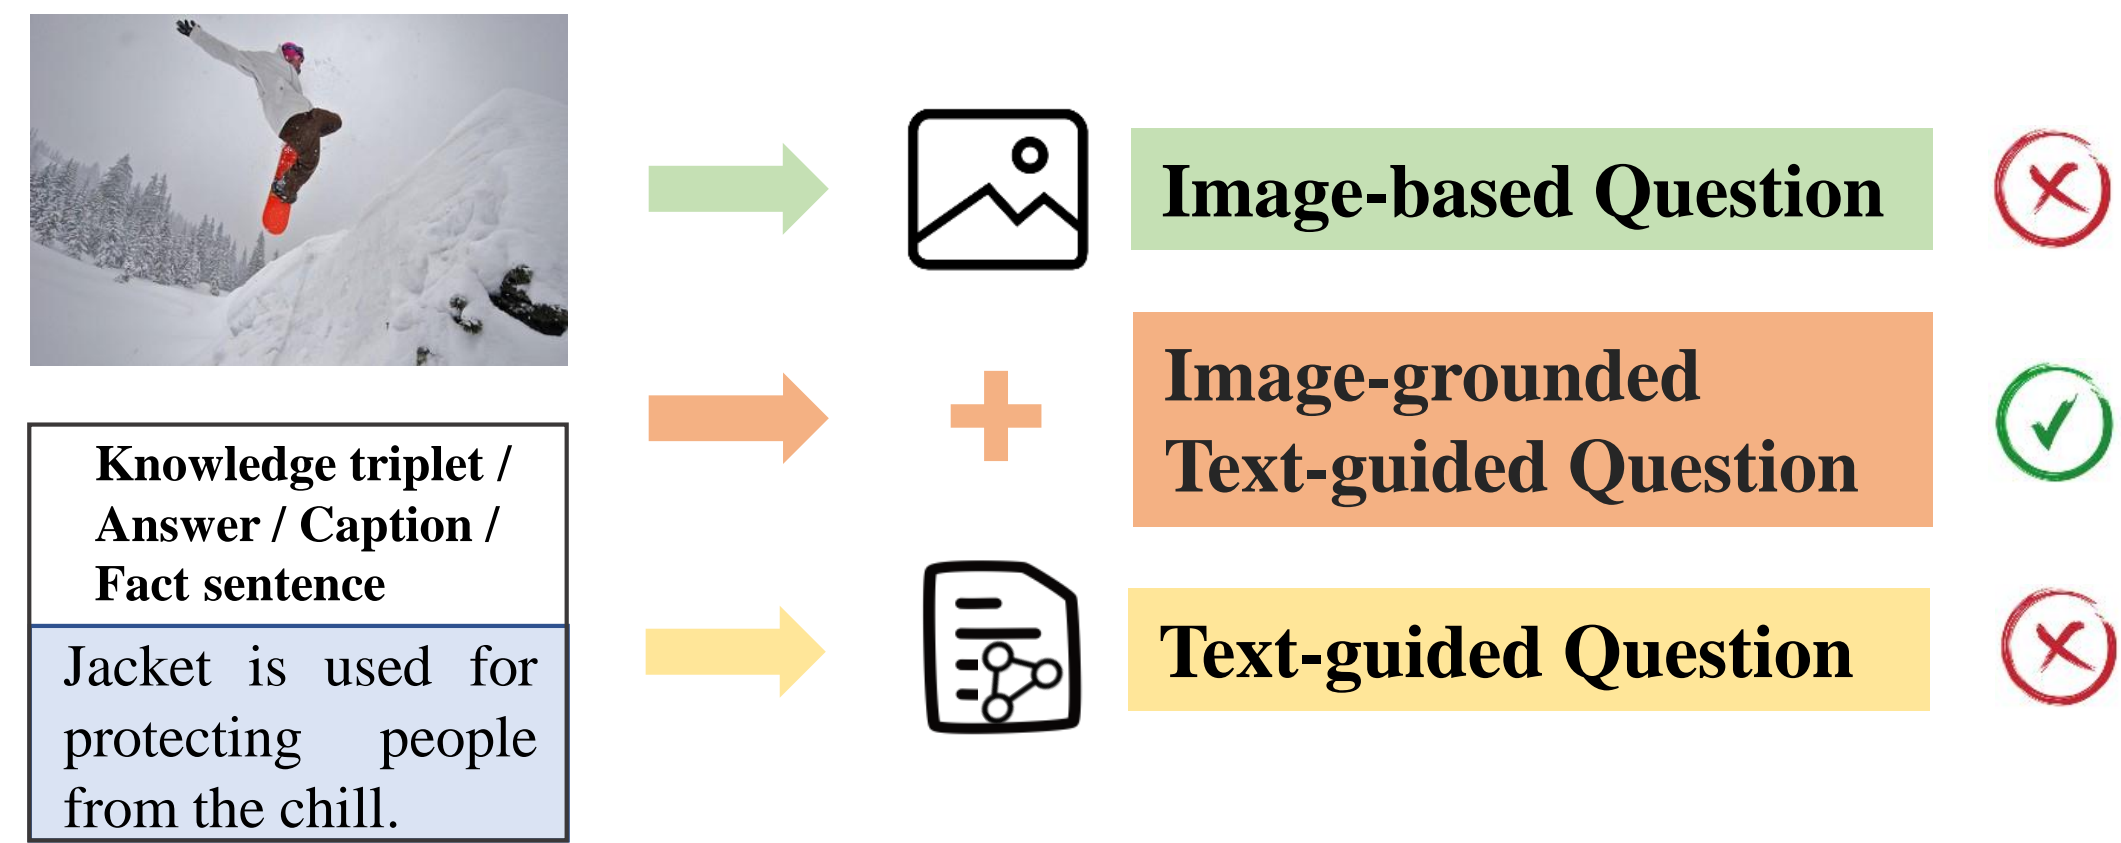 Image-based Question
Image-grounded
Text-guided Question
Knowledge triplet /
Answer / Caption /
Fact sentence
Jacket is used for
protecting people
from the chill.
Text-guided Question